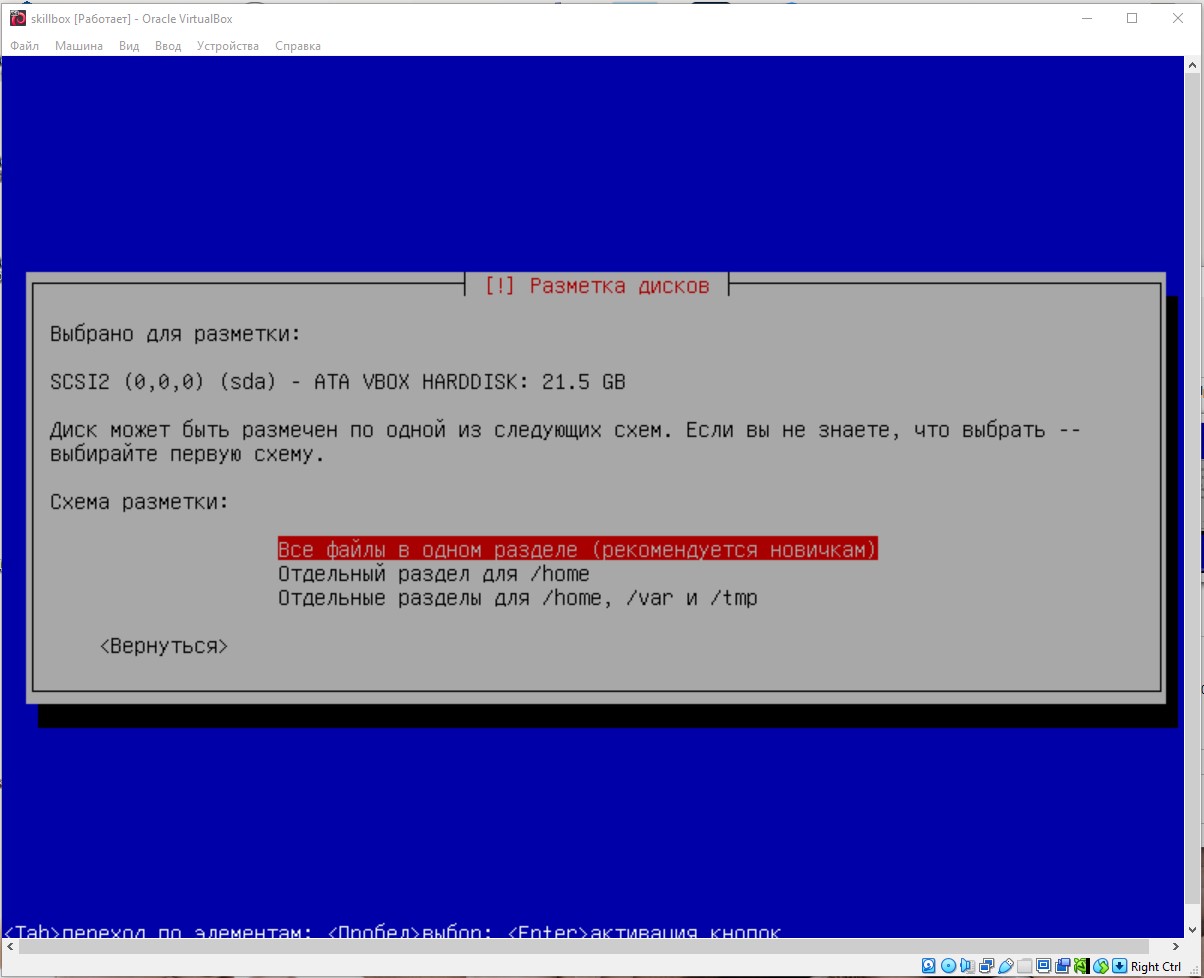 skillbox [Работает] - Oracle VirtualBox
Файл Машина Вид Ввод Устройства Справка
[!] Разметка дисков
Выбрано для разметки:
SCSI2 (0,0,0) (sda) - ATA VBOX HARDDISK: 21.5 GB
Диск может быть размечен по одной из следующих схем. Если вы не знаете, что выбрать --
выбирайте первую схему.
Схема разметки:
Все файлы в одном разделе (рекомендуется новичкам)
Отдельный раздел для /home
Отдельные разделы для /home, /var и /tmp
<Вернуться>
<Tab>переход по элементам; <Пробел>выбор; <Enter>активация кнопок
Right Ctrl